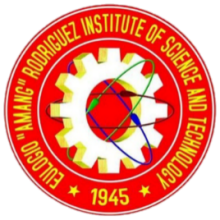 EULOGIO "AMANG" RODRIGUEZ INSTITUTE OF SCIENCE AND TECHNOLOGY
1945